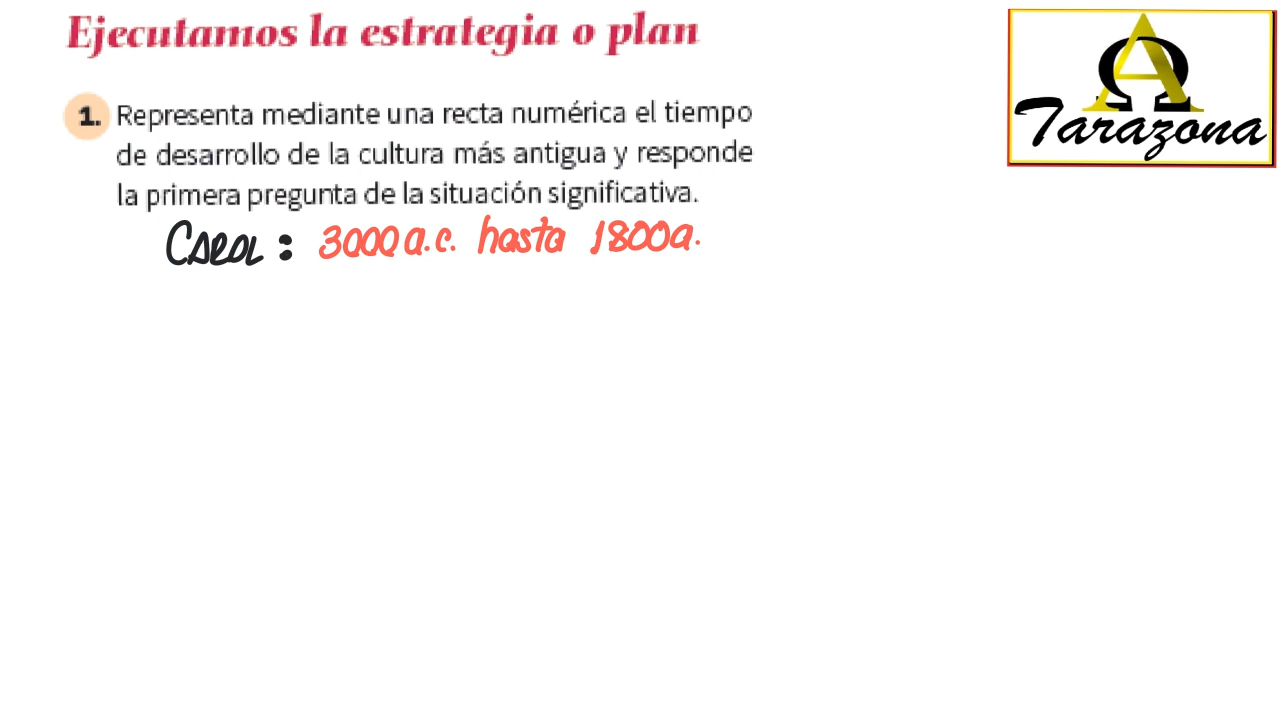 Ejecutamos la estrategia o plan
Tarazona
1. Representa mediante una recta numérica el tiempo
de desarrollo de la cultura más antigua y responde
la primera pregunta de la situación significativa.
CARAL : 3000 a.c. hasta 1800 a.